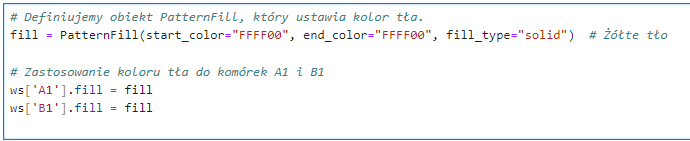 # Definiujemy obiekt PatternFill, który ustawia kolor tła.
fill = PatternFill(start_color="FFFF00", end_color="FFFF00", fill_type="solid")  # Żółte tło

# Zastosowanie koloru tła do komórek A1 i B1
ws['A1'].fill = fill
ws['B1'].fill = fill